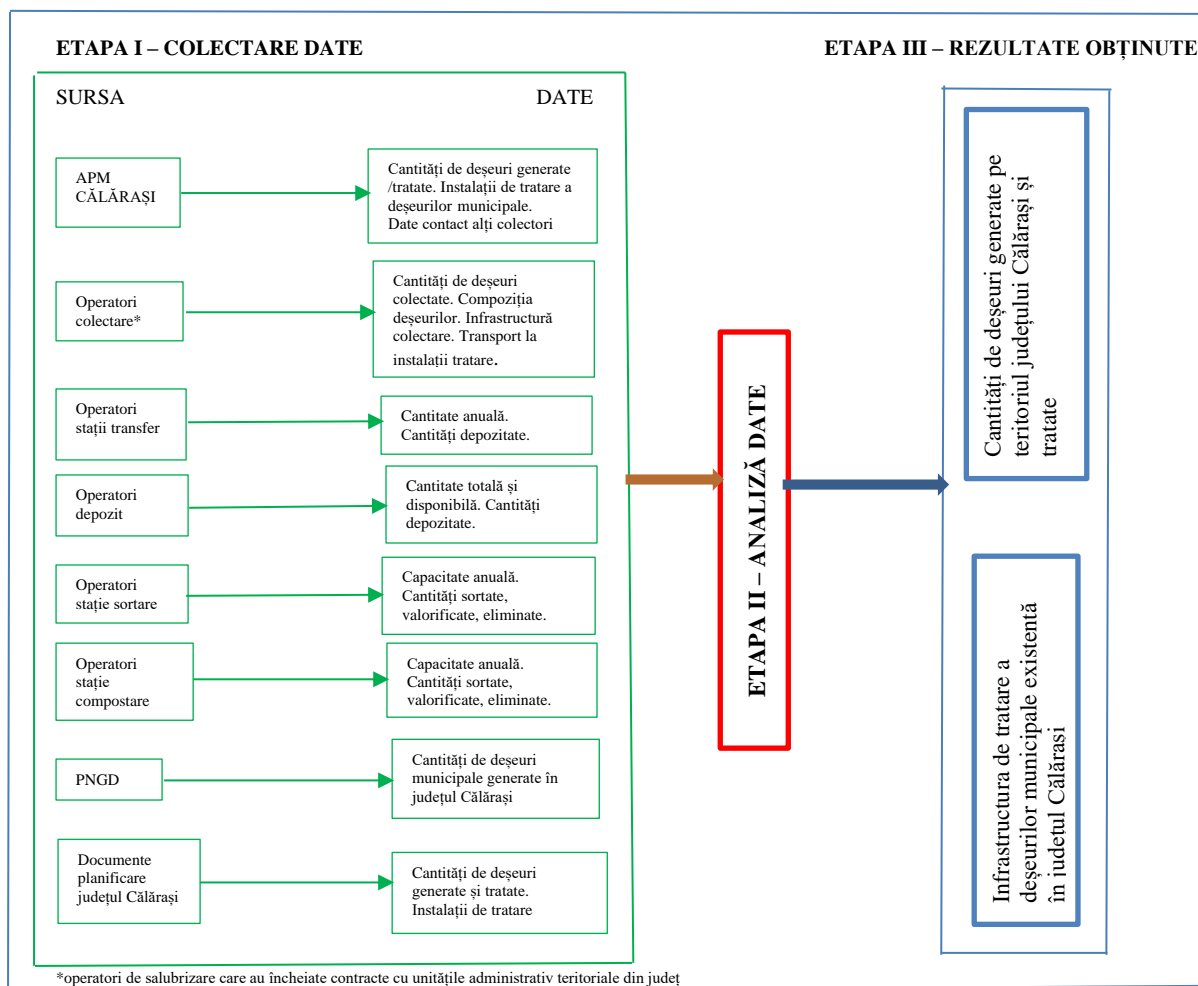 ETAPA I – COLECTARE DATE
ETAPA III – REZULTATE OBȚINUTE
SURSA
DATE
APM
CĂLĂRAȘI
Cantități de deșeuri generate
/tratate. Instalații de tratare a
deșeurilor municipale.
Date contact alți colectori
Operatori
colectare*
Cantități de deșeuri
colectate. Compoziția
deșeurilor. Infrastructură
colectare. Transport la
instalații tratare.
Operatori
stații transfer
Cantitate anuală.
Cantități depozitate.
Operatori
depozit
Cantitate totală și
disponibilă. Cantități
depozitate.
Operatori
stație sortare
Capacitate anuală.
Cantități sortate,
valorificate, eliminate.
Operatori
stație
compostare
Capacitate anuală.
Cantități sortate,
valorificate, eliminate.
PNGD
Cantități de deșeuri
municipale generate în
județul Călărași
Documente
planificare
județul Călărași
Cantități de deșeuri
generate și tratate.
Instalații de tratare
ETAPA II – ANALIZĂ DATE
Cantități de deșeuri generate pe
teritoriul județului Călărași și
tratate
Infrastructura de tratare a
deșeurilor municipale existentă
în județul Călărași
*operatori de salubrizare care au încheiate contracte cu unitățile administrativ teritoriale din județ